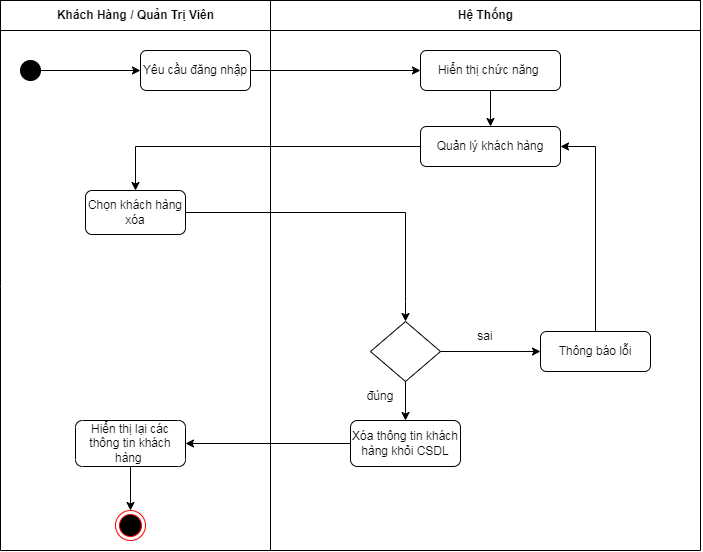 Khách Hàng / Quản Trị Viên
Hệ Thống
Yêu cầu đăng nhập
Hiển thị chức năng
Quản lý khách hàng
Chọn khách hàng
xóa
sai
Thông báo lỗi
đúng
Hiển thị lại các
thông tin khách
hàng
Xóa thông tin khách
hàng khỏi CSDL